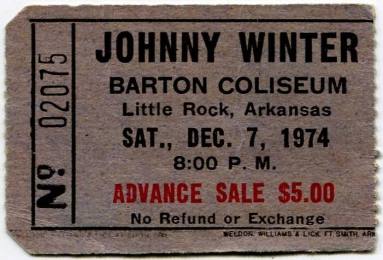 Nº 02075
JOHNNY WINTER
BARTON COLISEUM
Little Rock, Arkansas
SAT., DEC. 7, 1974
8:00 P. M.
ADVANCE SALE $5.00
No Refund or Exchange
WELDON, WILLIAMS & LICK, FT. SMITH, ARK